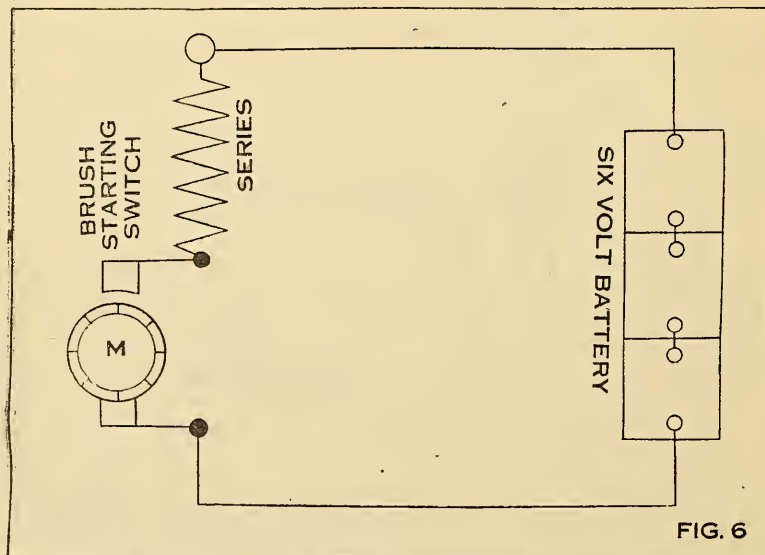 BRUSH
STARTING
SWITCH
SERIES
M
SIX VOLT BATTERY
FIG. 6